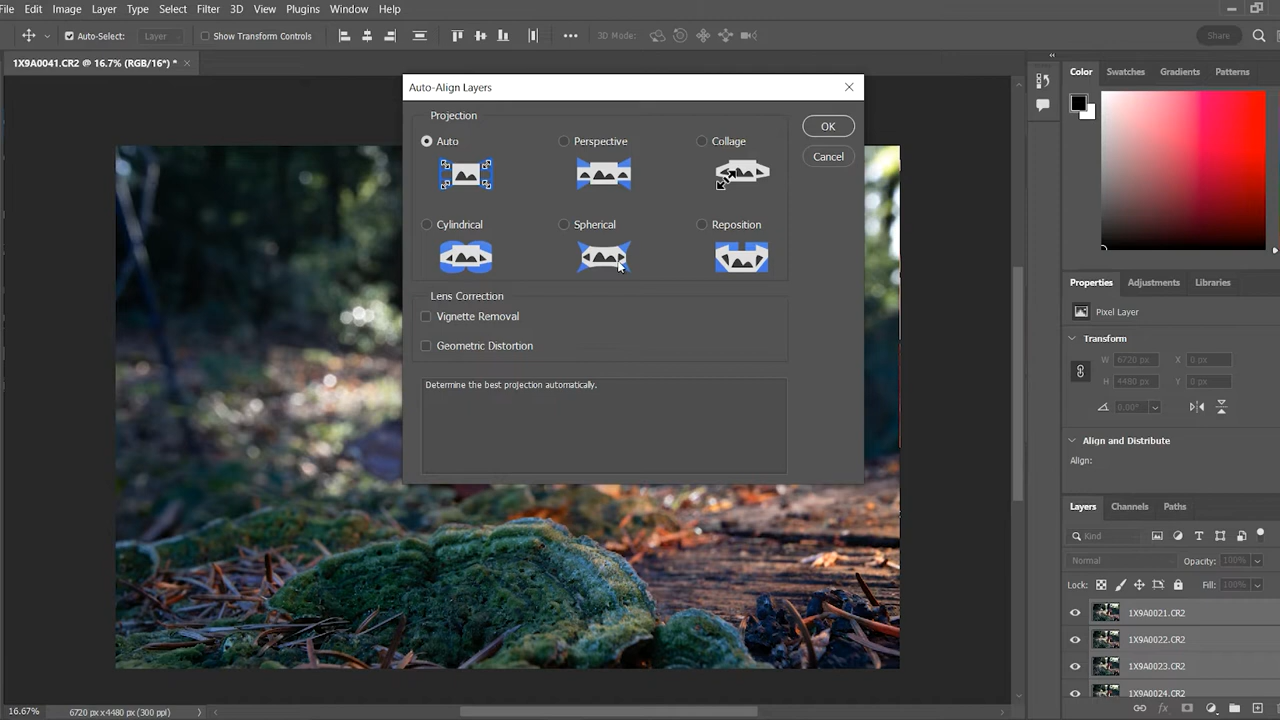 File Edit Image Layer Type Select Filter 3D View Plugins Window Help
Auto-Select: Layer Show Transform Controls 3D Mode: Share
1X9A0041.CR2 @ 16.7% (RGB/16*) * ×
Auto-Align Layers
Projection
Auto Perspective Collage
Cylindrical Spherical Reposition
OK
Cancel
Lens Correction
Vignette Removal
Geometric Distortion
Determine the best projection automatically.
Color Swatches Gradients Patterns
Properties Adjustments Libraries
Pixel Layer
Transform
W 6720 px X 0 px
H 4480 px Y 0 px
0.00°
Align and Distribute
Align:
Layers Channels Paths
Kind
Normal Opacity: 100%
Lock: Fill: 100%
1X9A0021.CR2
1X9A0022.CR2
1X9A0023.CR2
1X9A0024.CR2
16.67% 6720 px x 4480 px (300 ppi)